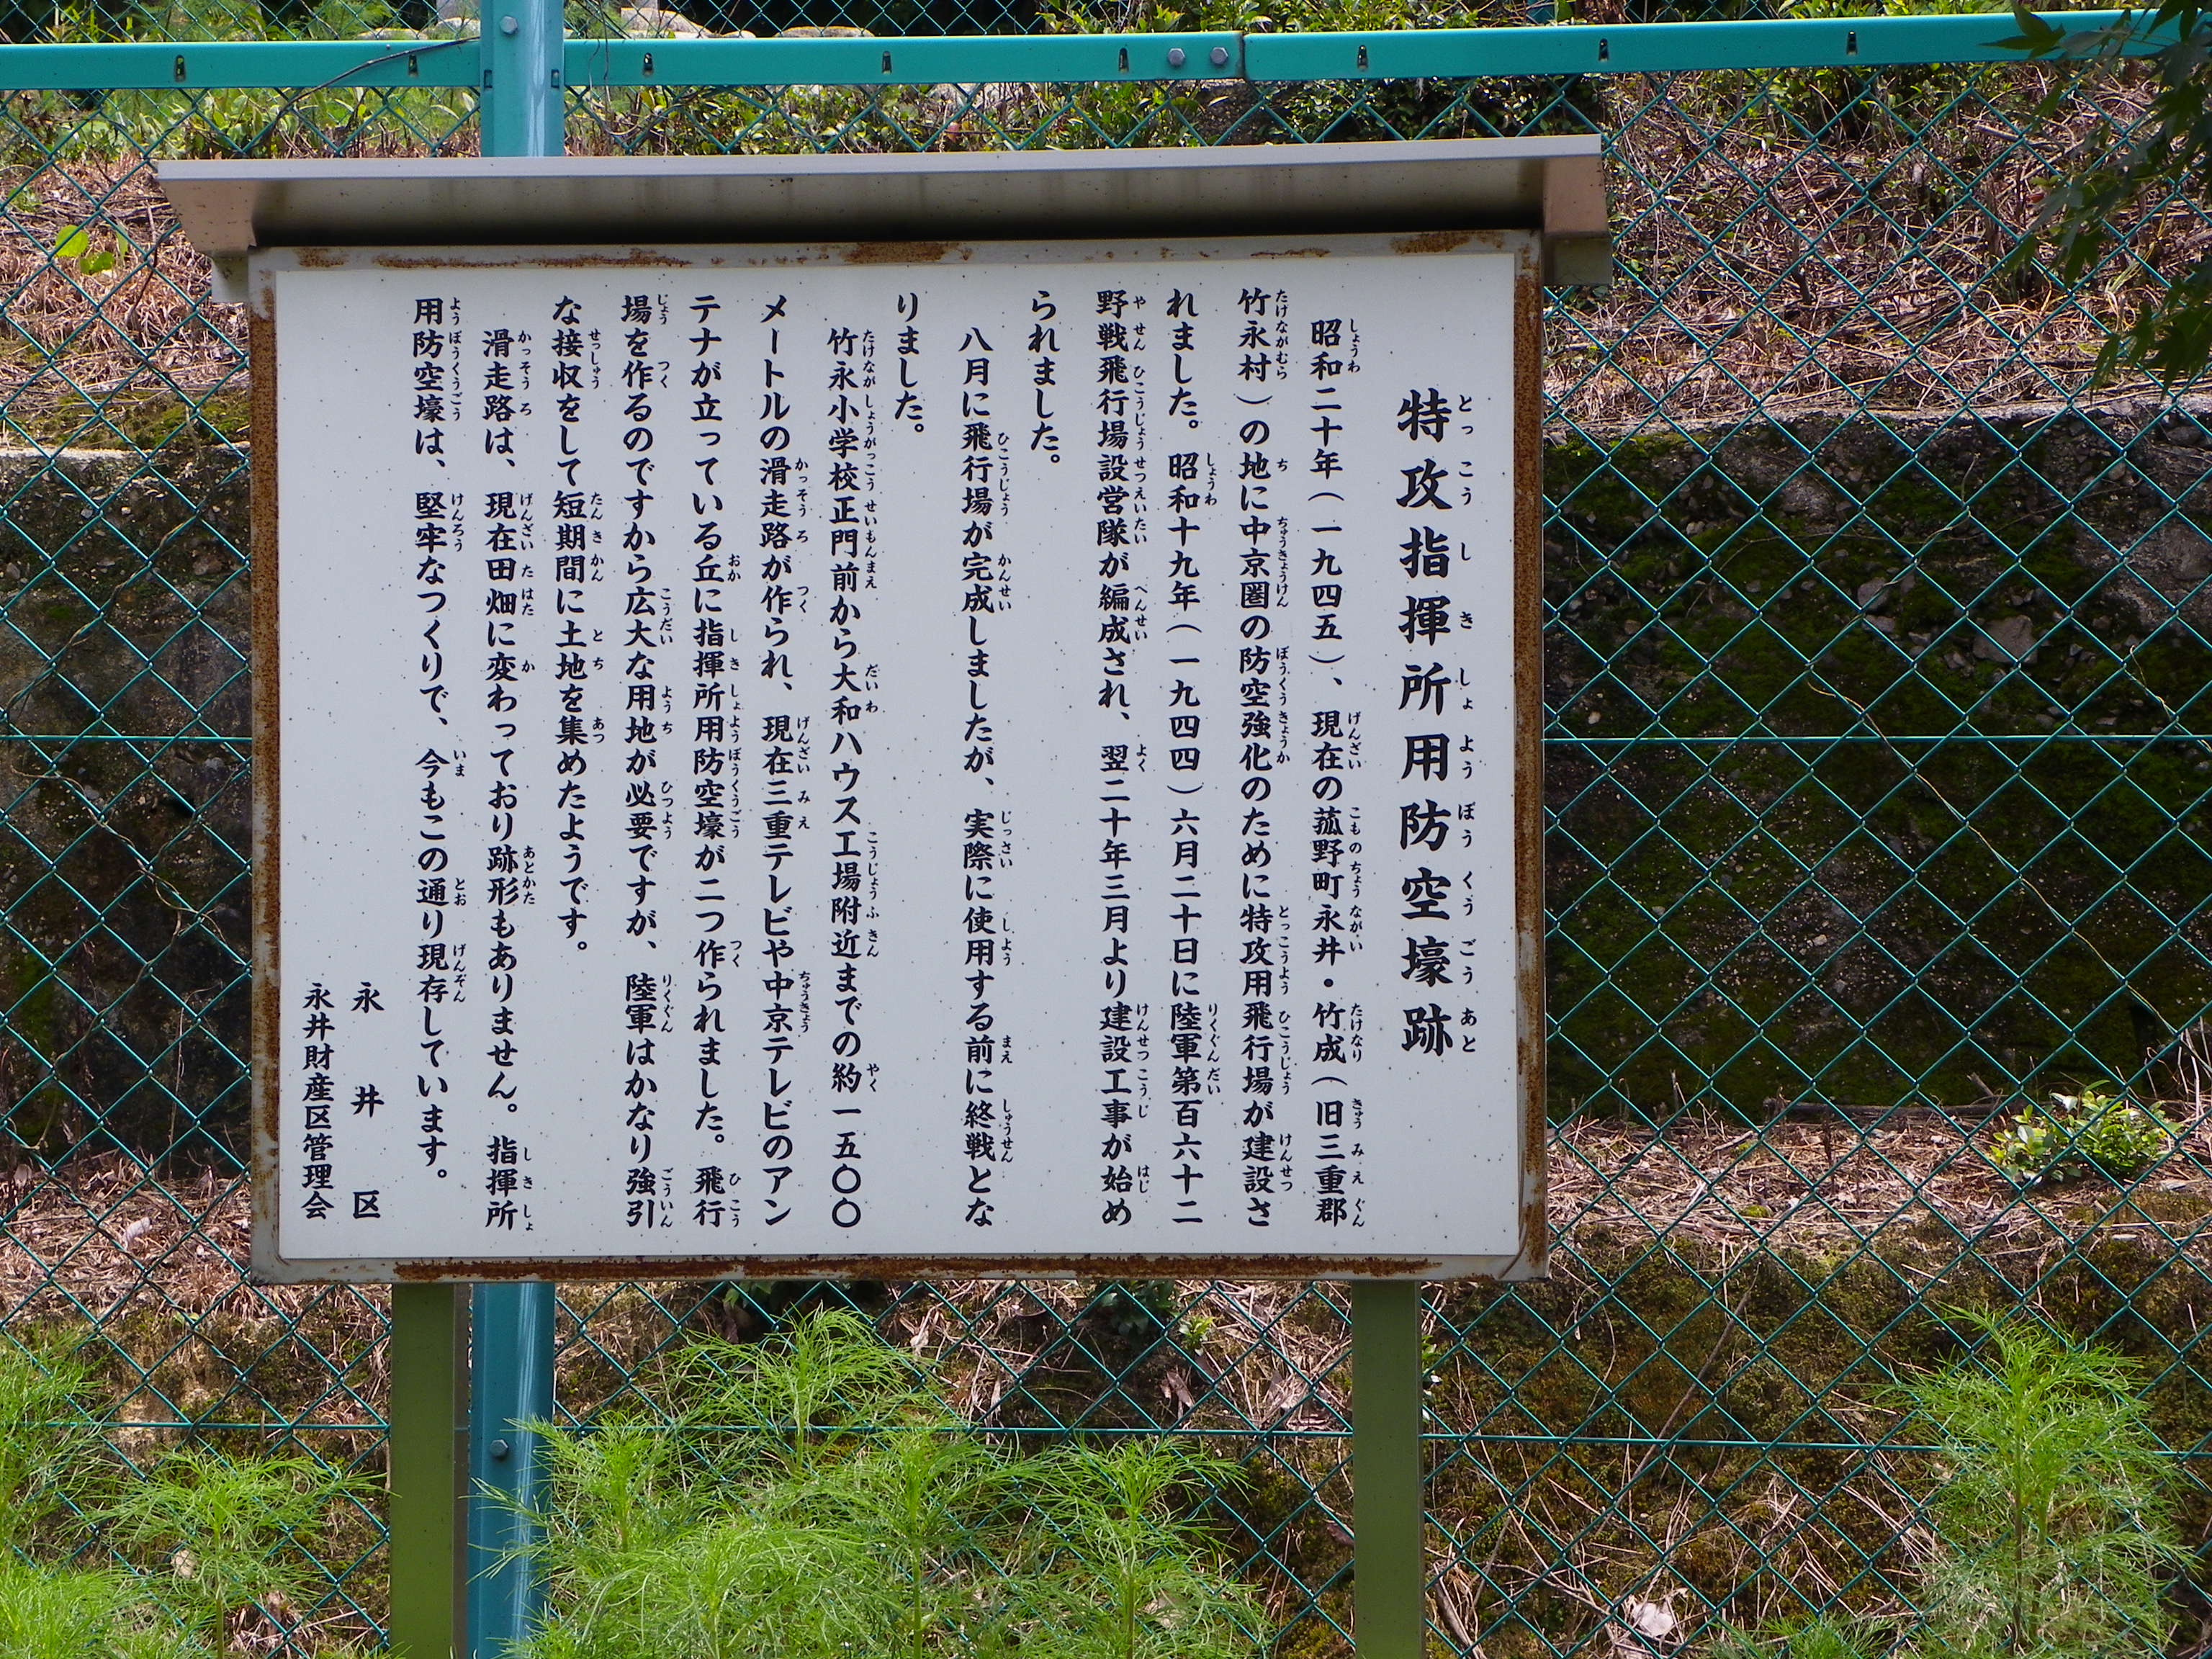 特攻指揮所用防空壕跡
昭和二十年(一九四五)、現在の菰野町永井・竹成(旧三重郡
竹永村)の地に中京圏の防空強化のために特攻用飛行場が建設さ
れました。昭和十九年(一九四四)六月二十日に陸軍第百六十二
野戦飛行場設営隊が編成され、翌二十年三月より建設工事が始め
られました。
八月に飛行場が完成しましたが、実際に使用する前に終戦とな
りました。
竹永小学校正門前から大和ハウス工場附近までの約一五〇〇
メートルの滑走路が作られ、現在三重テレビや中京テレビのアン
テナが立っている丘に指揮所用防空壕が二つ作られました。飛行
場を作るのですから広大な用地が必要ですが、陸軍はかなり強引
な接収をして短期間に土地を集めたようです。
滑走路は、現在田畑に変わっており跡形もありません。指揮所
用防空壕は、堅牢なつくりで、今もこの通り現存しています。
永井区
永井財産区管理会